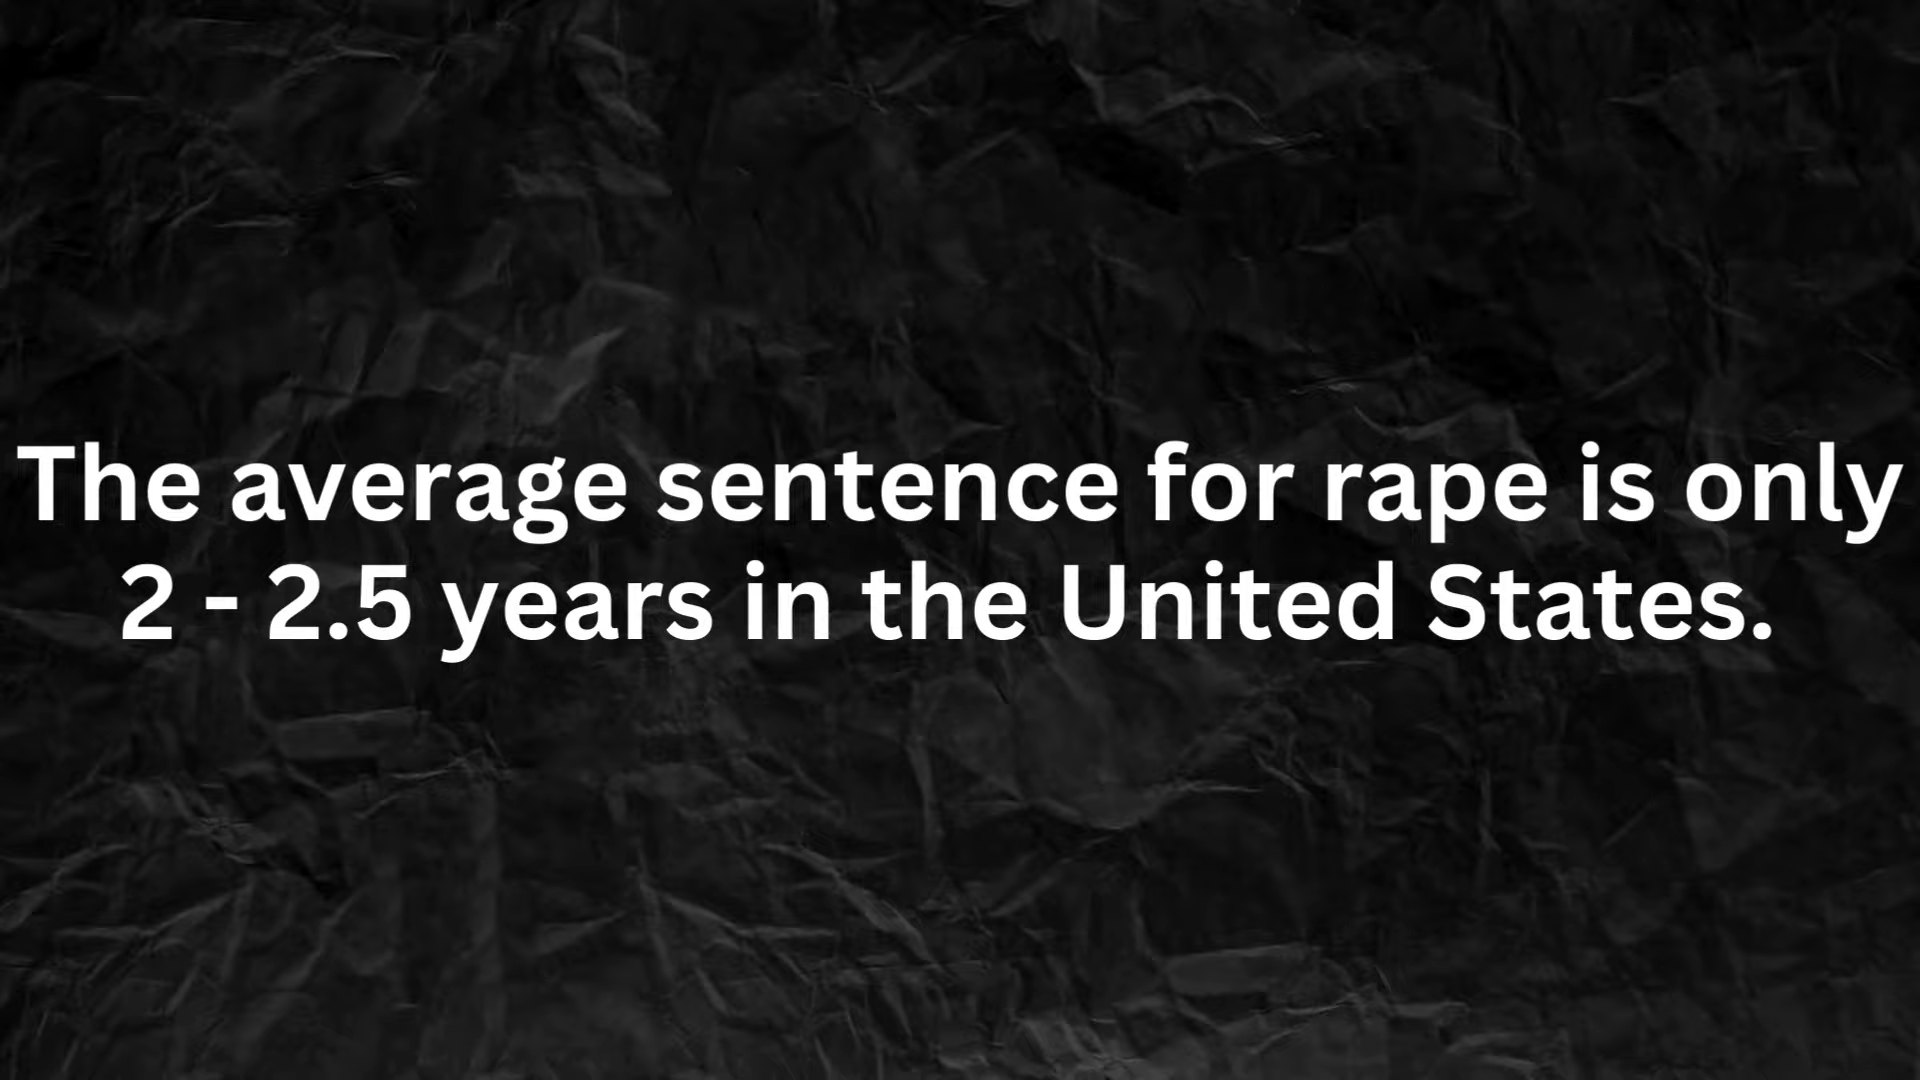 The average sentence for rape is only
2 - 2.5 years in the United States.